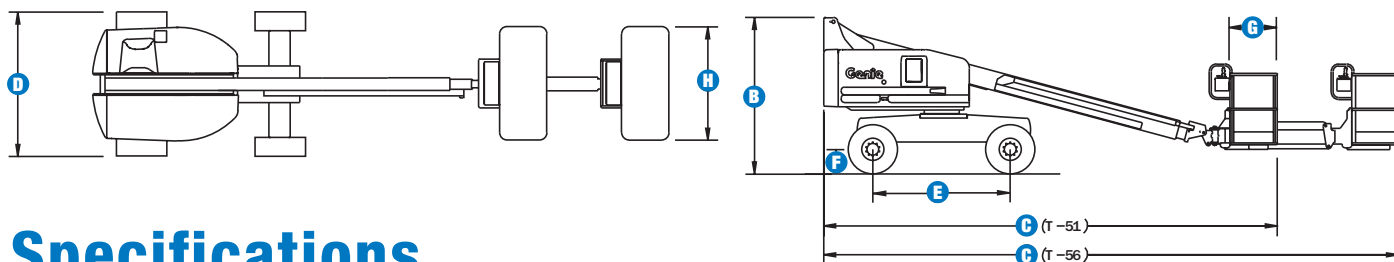 D
H
B
Genie
G
F
E
C (T -51)
C (T -56)
Specifications